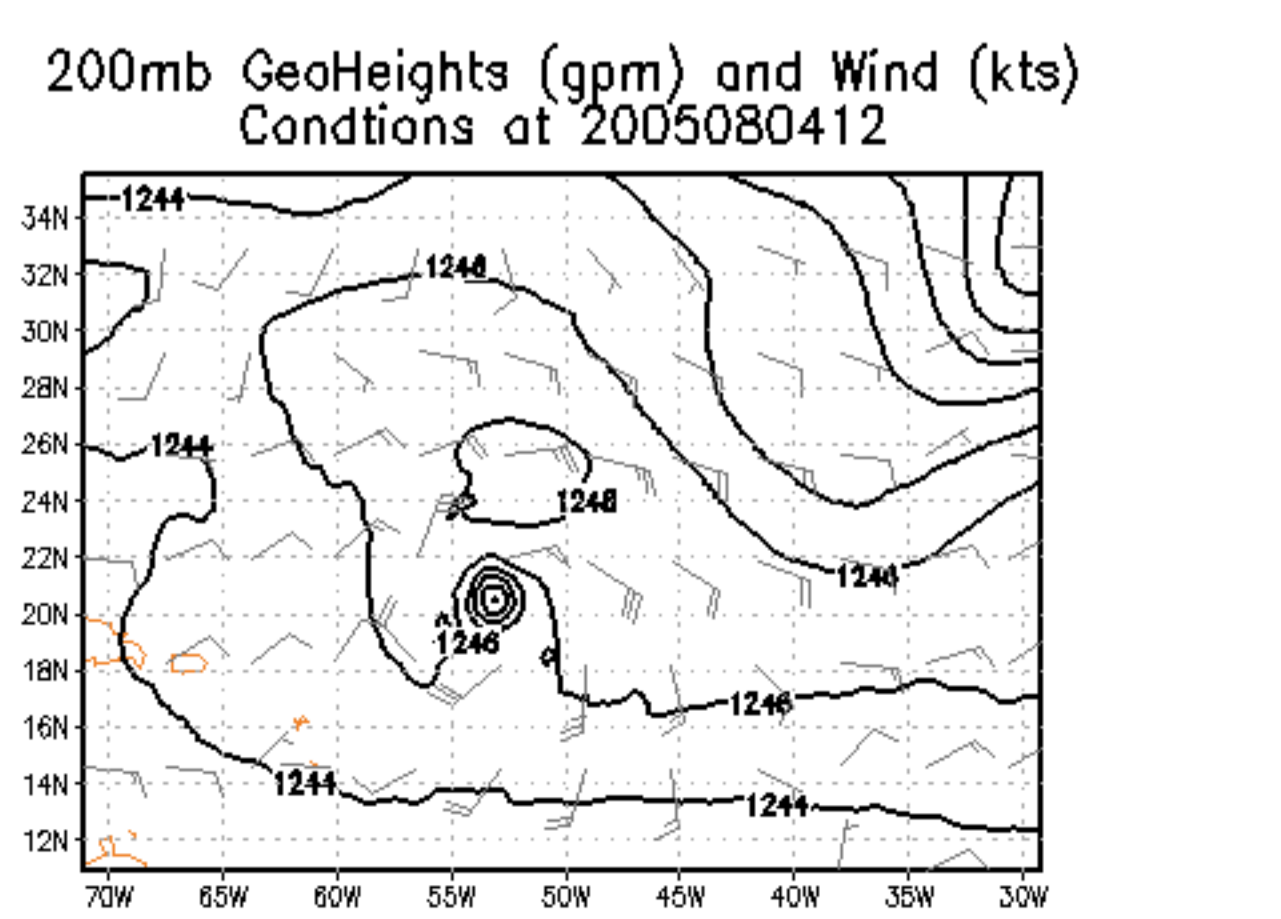 200mb GeoHeights (gpm) and Wind (kts)
Condtions at 2005080412
1244
34N
1248
32N
30N
28N
1244
26N
1248
24N
22N
1246
20N
1246
18N
1246
16N
1244
14N
1244
12N
70W 65W 60W 55W 50W 45W 40W 35W 30W